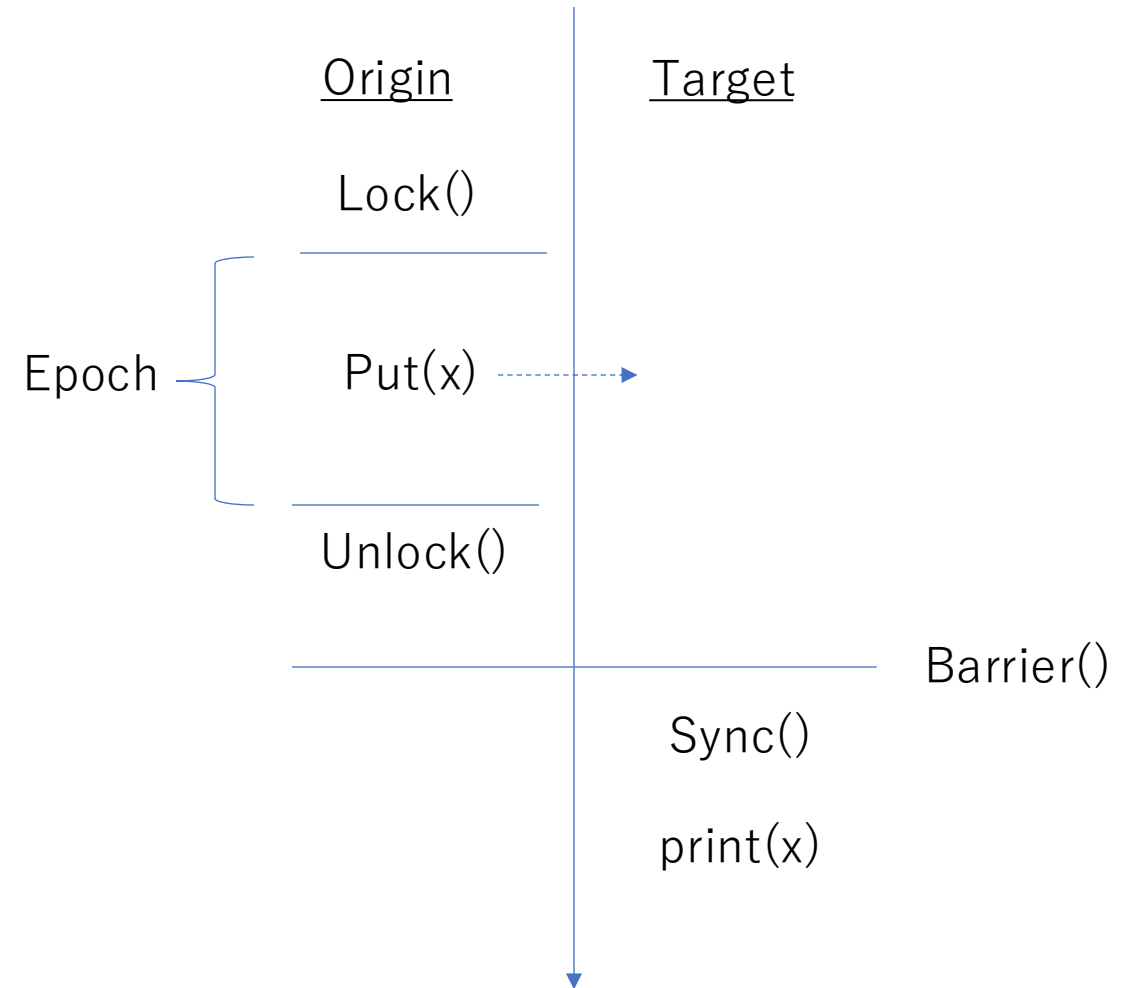 Origin
Target
Lock()
Epoch
Put(x)
Unlock()
Barrier()
Sync()
print(x)